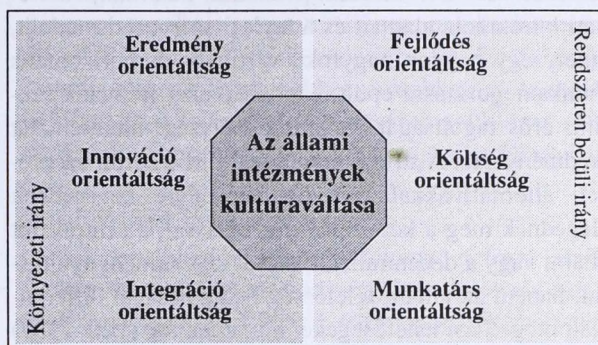 Eredmény
orientáltság
Fejlődés
orientáltság
Innováció
orientáltság
Az állami
intézmények
kultúraváltása
Költség
orientáltság
Integráció
orientáltság
Munkatárs
orientáltság
Környezeti irány
Rendszeren belüli irány